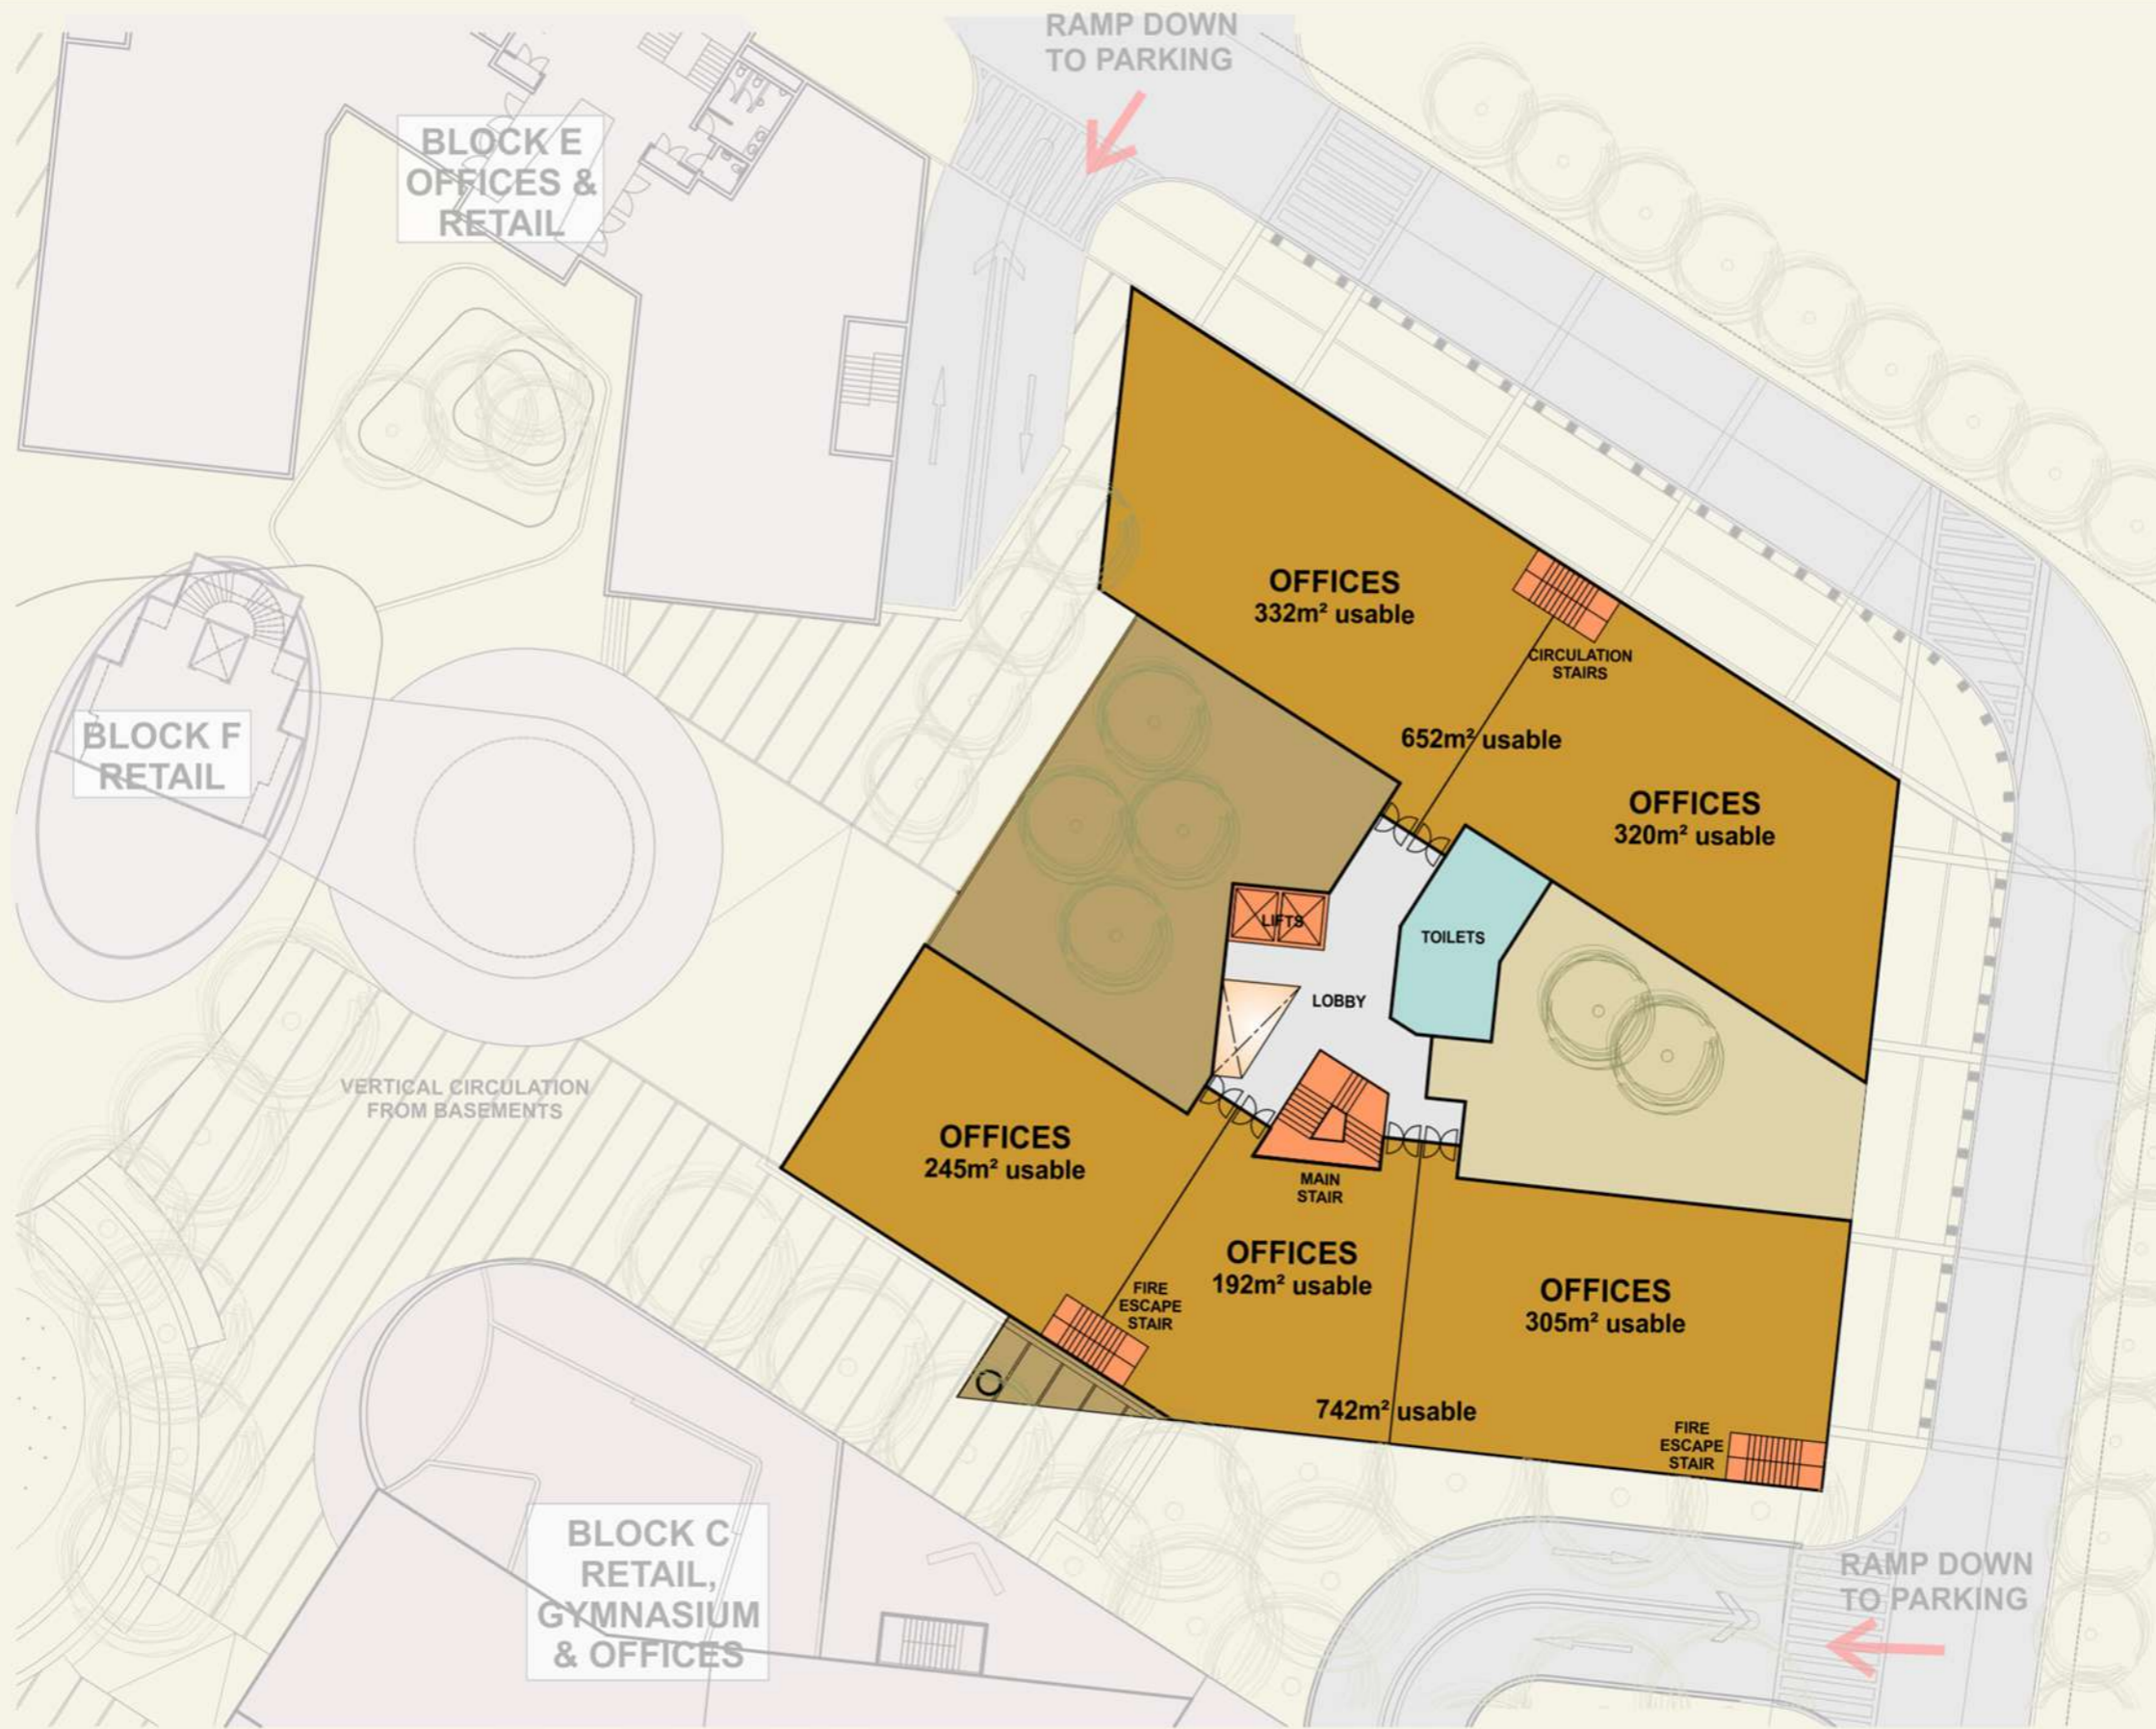 RAMP DOWN
TO PARKING
BLOCK E
OFFICES &
RETAIL
OFFICES
332m² usable
CIRCULATION
STAIRS
652m² usable
BLOCK F
RETAIL
OFFICES
320m² usable
LIFTS
TOILETS
LOBBY
VERTICAL CIRCULATION
FROM BASEMENTS
OFFICES
245m² usable
MAIN
STAIR
OFFICES
192m² usable
FIRE
ESCAPE
STAIR
OFFICES
305m² usable
742m² usable
FIRE
ESCAPE
STAIR
BLOCK C
RETAIL,
GYMNASIUM
& OFFICES
RAMP DOWN
TO PARKING